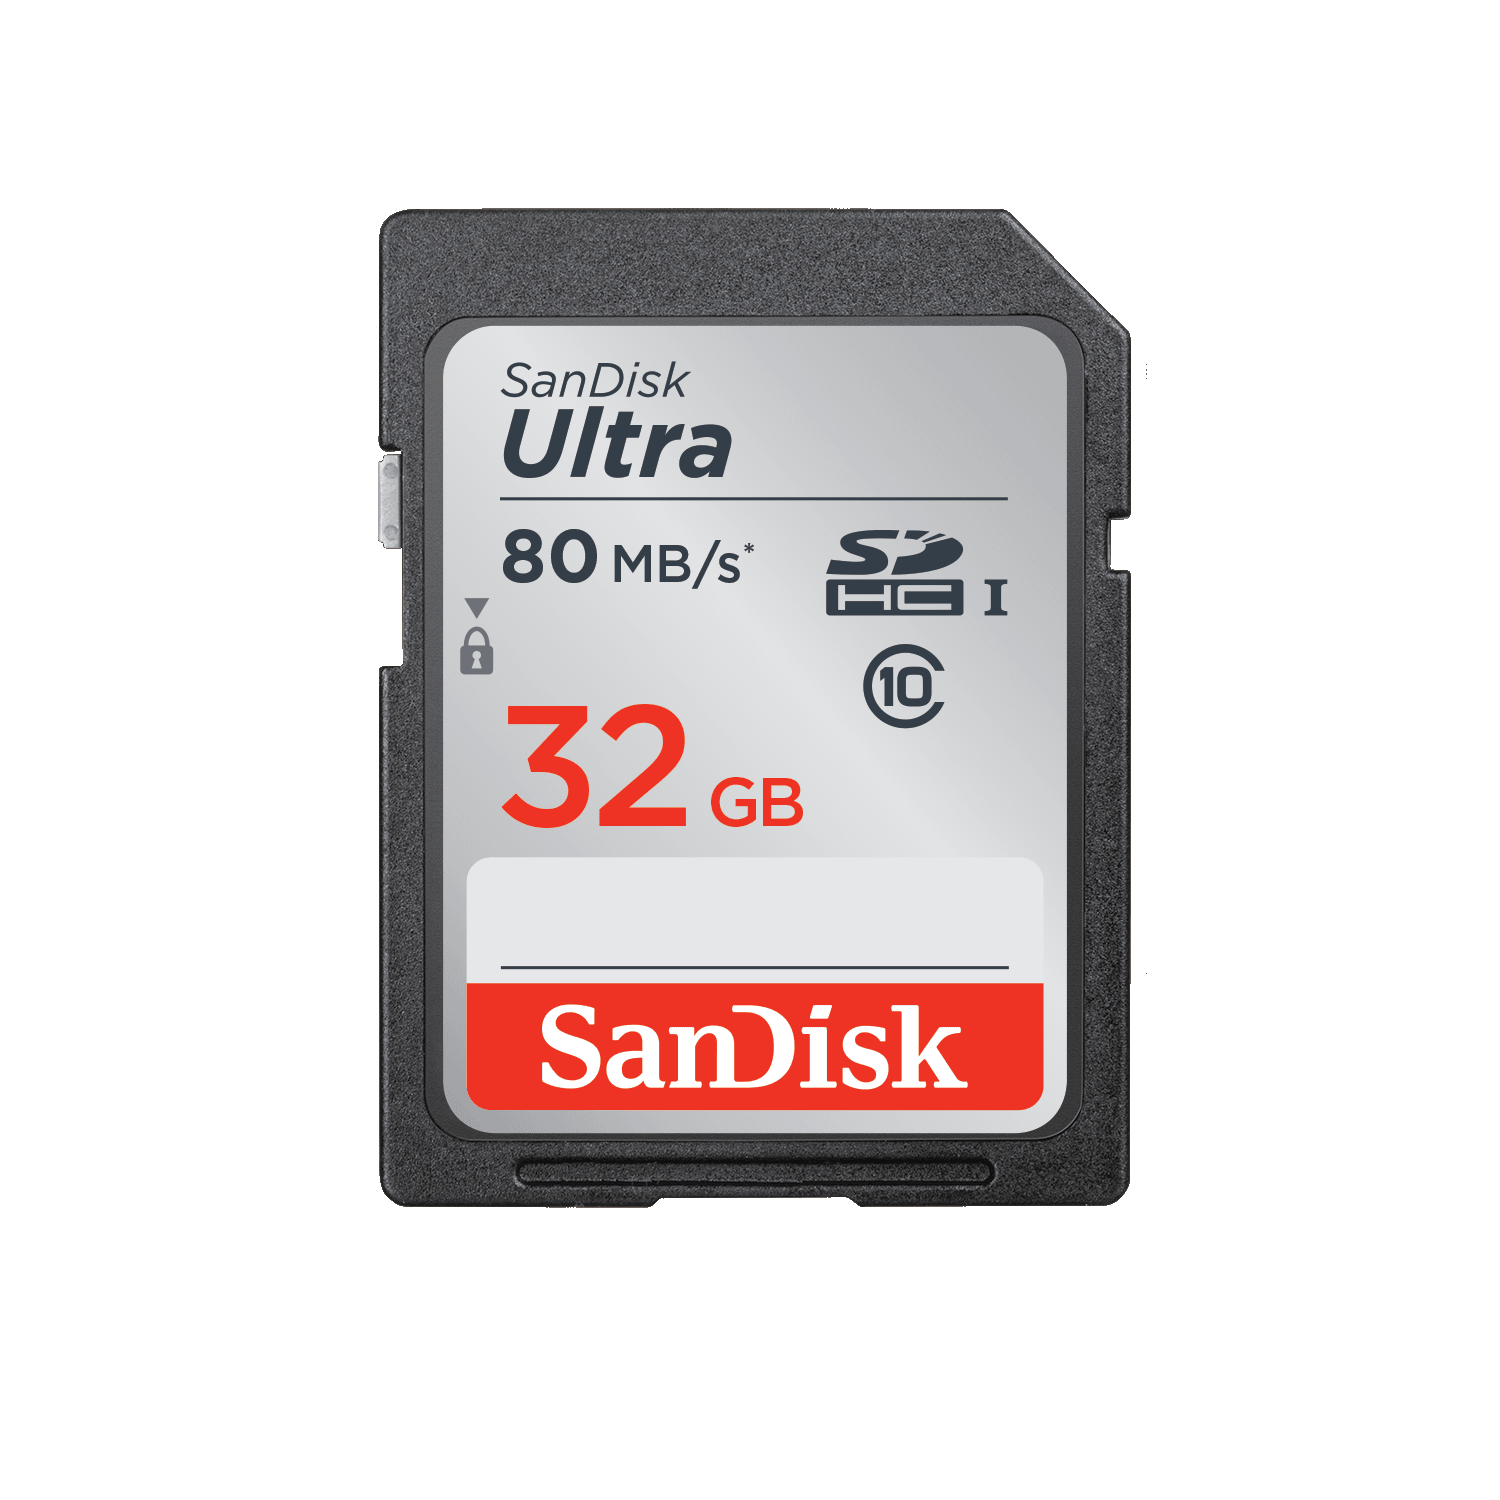 SanDisk
Ultra
80 MB/s*
SD
HC I
10
32 GB
SanDisk